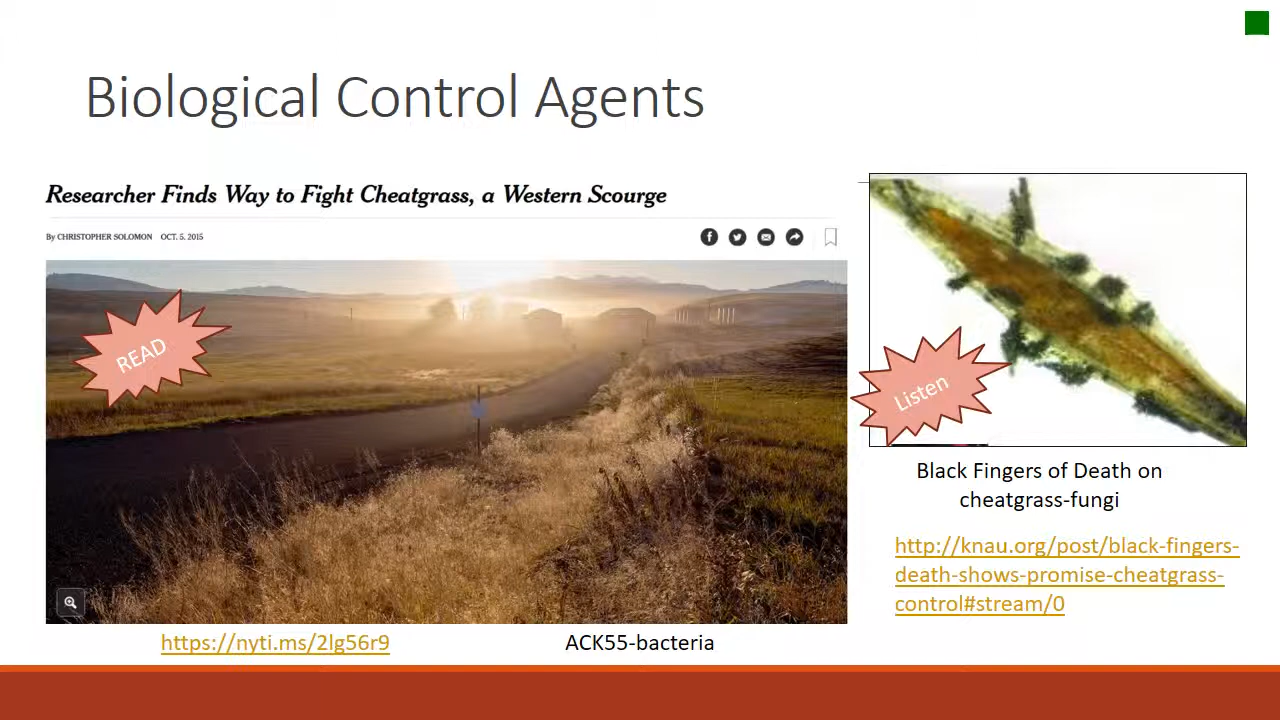 Biological Control Agents
Researcher Finds Way to Fight Cheatgrass, a Western Scourge
By CHRISTOPHER SOLOMON OCT. 5, 2015
READ
Listen
Black Fingers of Death on
cheatgrass-fungi
http://knau.org/post/black-fingers-
death-shows-promise-cheatgrass-
control#stream/0
https://nyti.ms/2lg56r9
ACK55-bacteria